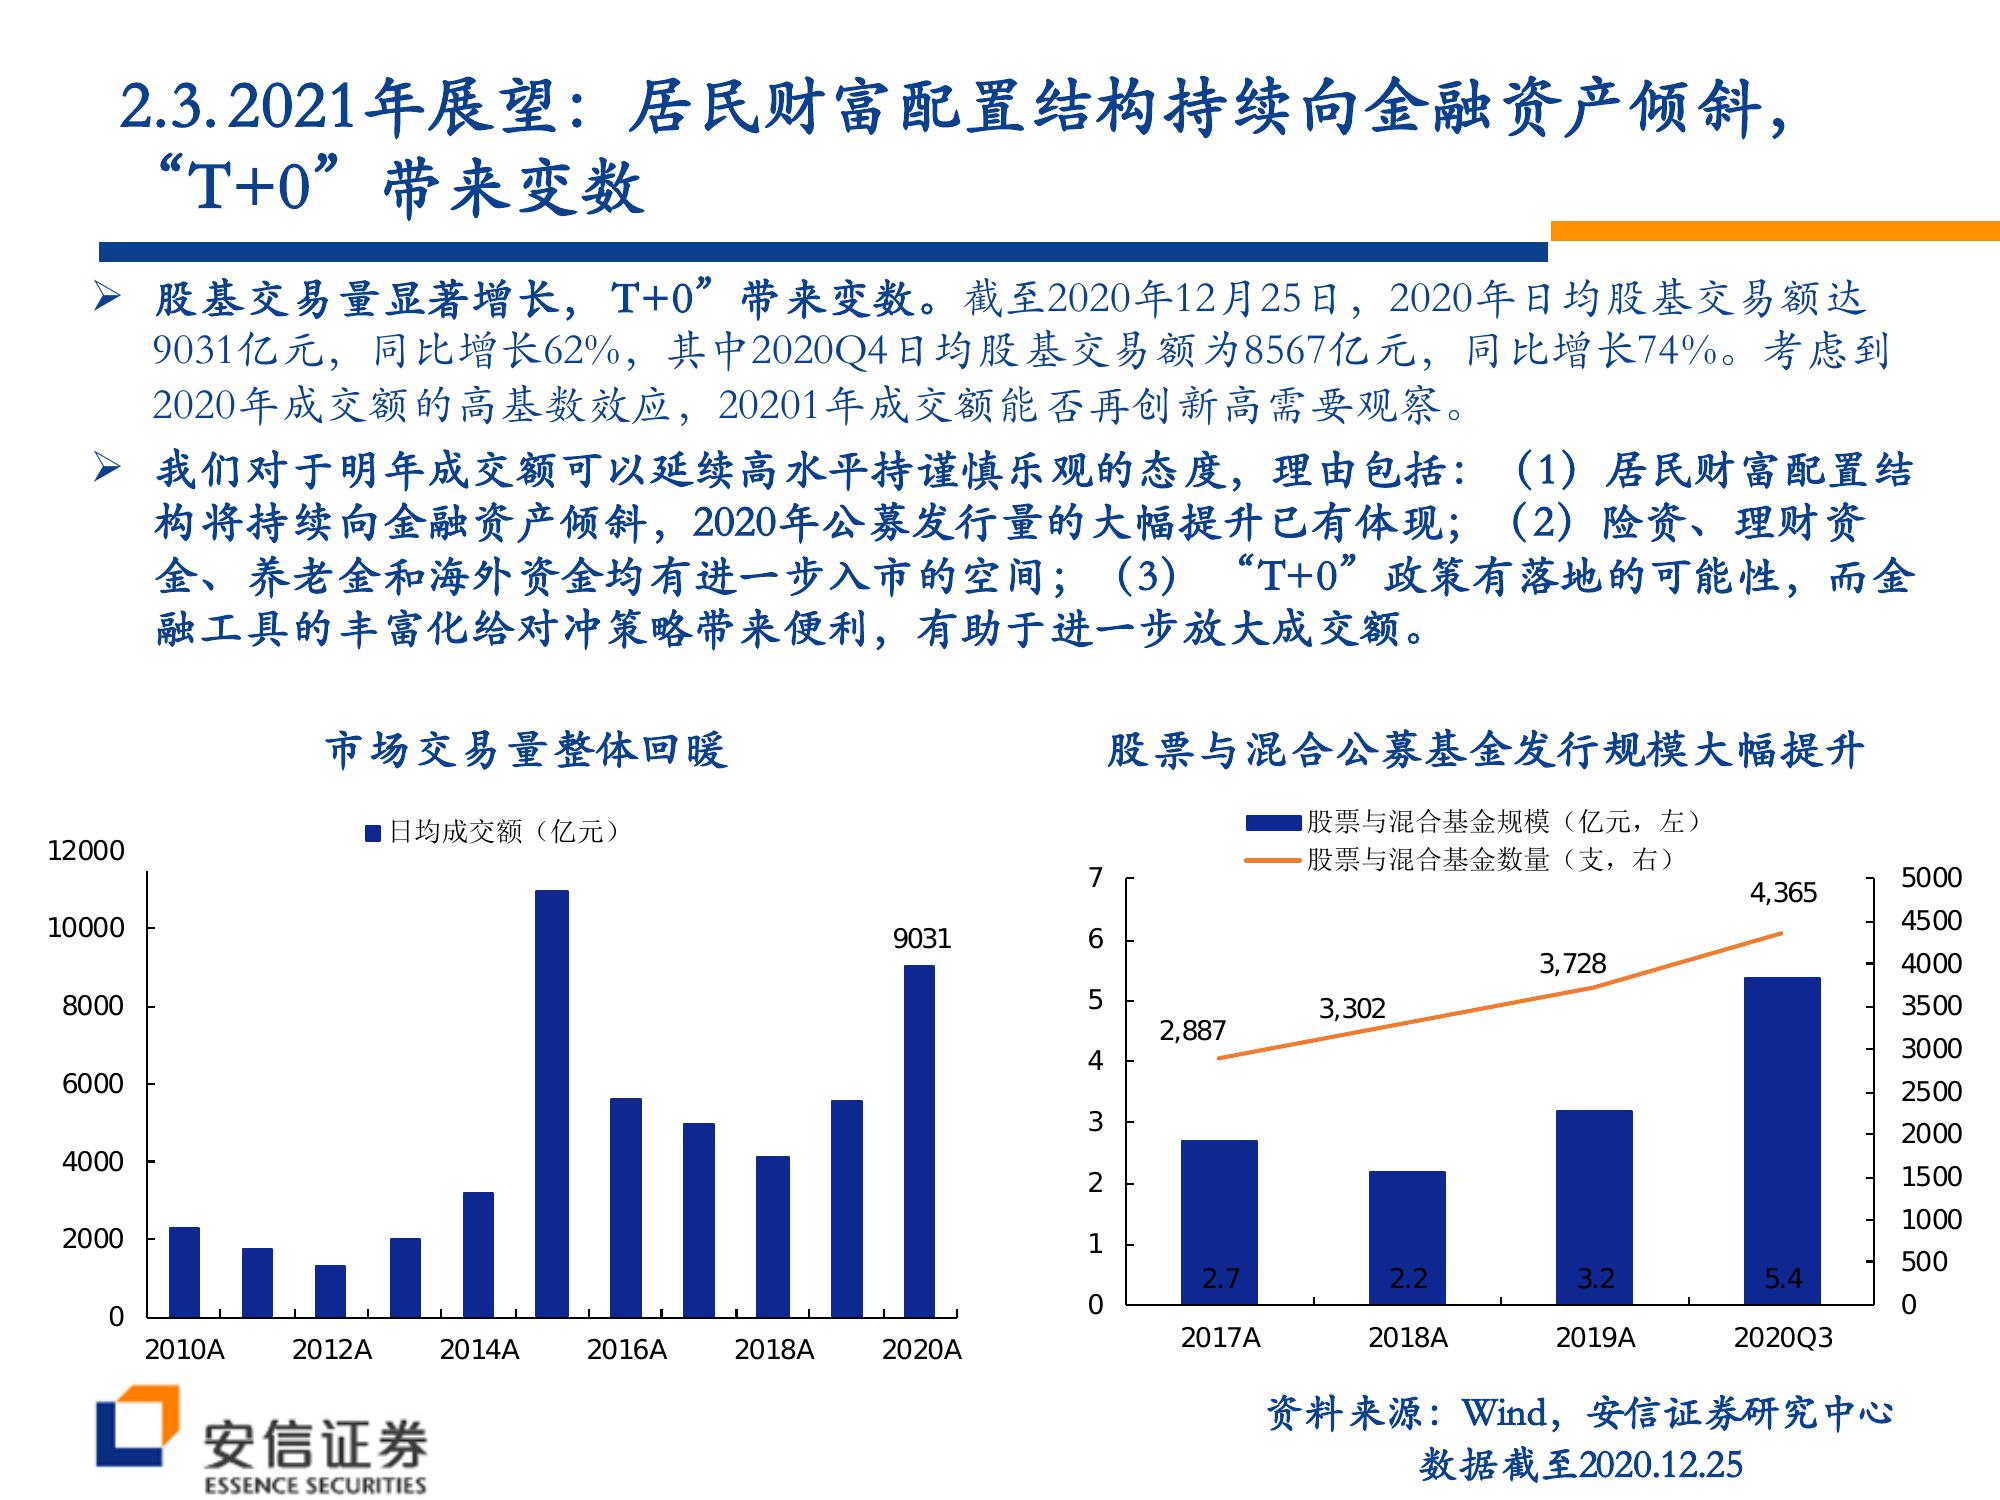 2.3.2021年展望：居民财富配置结构持续向金融资产倾斜，
“T+0”带来变数
股基交易量显著增长，T+0”带来变数。截至2020年12月25日，2020年日均股基交易额达
9031亿元，同比增长62%，其中2020Q4日均股基交易额为8567亿元，同比增长74%。考虑到
2020年成交额的高基数效应，20201年成交额能否再创新高需要观察。
我们对于明年成交额可以延续高水平持谨慎乐观的态度，理由包括：（1）居民财富配置结
构将持续向金融资产倾斜，2020年公募发行量的大幅提升已有体现；（2）险资、理财资
金、养老金和海外资金均有进一步入市的空间；（3）“T+0”政策有落地的可能性，而金
融工具的丰富化给对冲策略带来便利，有助于进一步放大成交额。
市场交易量整体回暖
日均成交额（亿元）
12000
10000
8000
6000
4000
2000
0
9031
2010A 2012A 2014A 2016A 2018A 2020A
股票与混合公募基金发行规模大幅提升
股票与混合基金规模（亿元，左）
股票与混合基金数量（支，右）
7
6
5
4
3
2
1
0
2,887
3,302
3,728
4,365
2.7 2.2 3.2 5.4
5000
4500
4000
3500
3000
2500
2000
1500
1000
500
0
2017A 2018A 2019A 2020Q3
安信证券
ESSENCE SECURITIES
资料来源：Wind，安信证券研究中心
数据截至2020.12.25